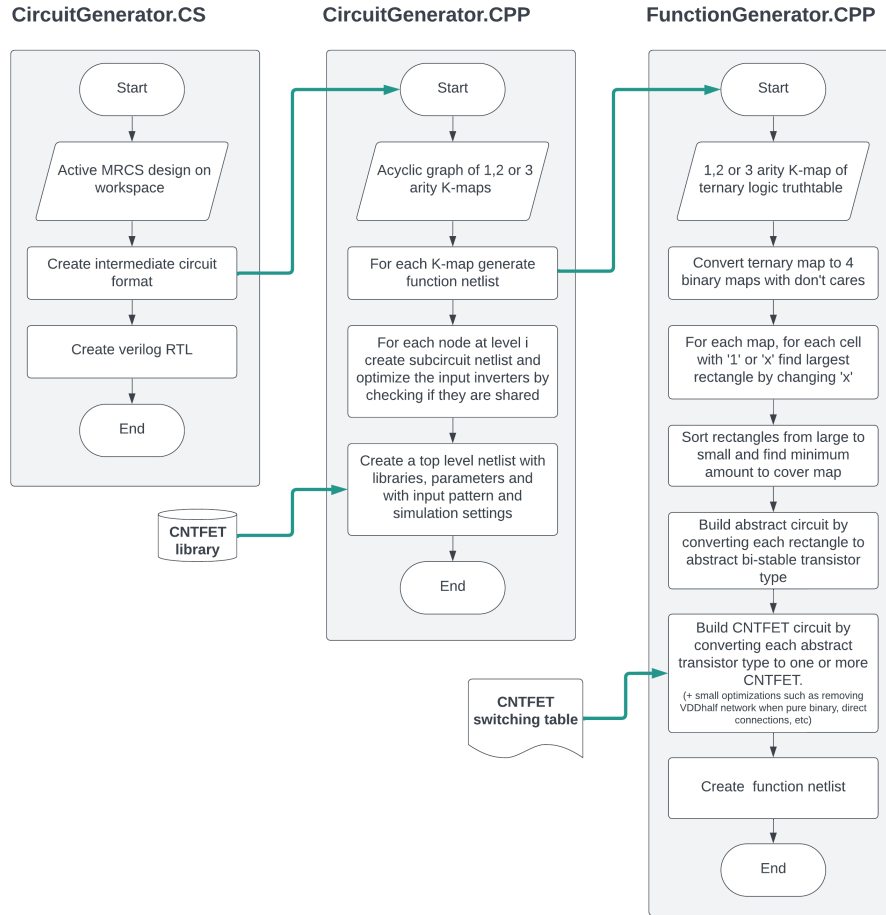 CircuitGenerator.CS
Start
Active MRCS design on
workspace
Create intermediate circuit
format
Create verilog RTL
End
CNTFET
library
CircuitGenerator.CPP
Start
Acyclic graph of 1,2 or 3
arity K-maps
For each K-map generate
function netlist
For each node at level i
create subcircuit netlist and
optimize the input inverters by
checking if they are shared
Create a top level netlist with
libraries, parameters and
with input pattern and
simulation settings
End
CNTFET
switching table
FunctionGenerator.CPP
Start
1,2 or 3 arity K-map of
ternary logic truthtable
Convert ternary map to 4
binary maps with don't cares
For each map, for each cell
with '1' or 'x' find largest
rectangle by changing 'x'
Sort rectangles from large to
small and find minimum
amount to cover map
Build abstract circuit by
converting each rectangle to
abstract bi-stable transistor
type
Build CNTFET circuit by
converting each abstract
transistor type to one or more
CNTFET.
(+ small optimizations such as removing
VDDhalf network when pure binary, direct
connections, etc)
Create function netlist
End